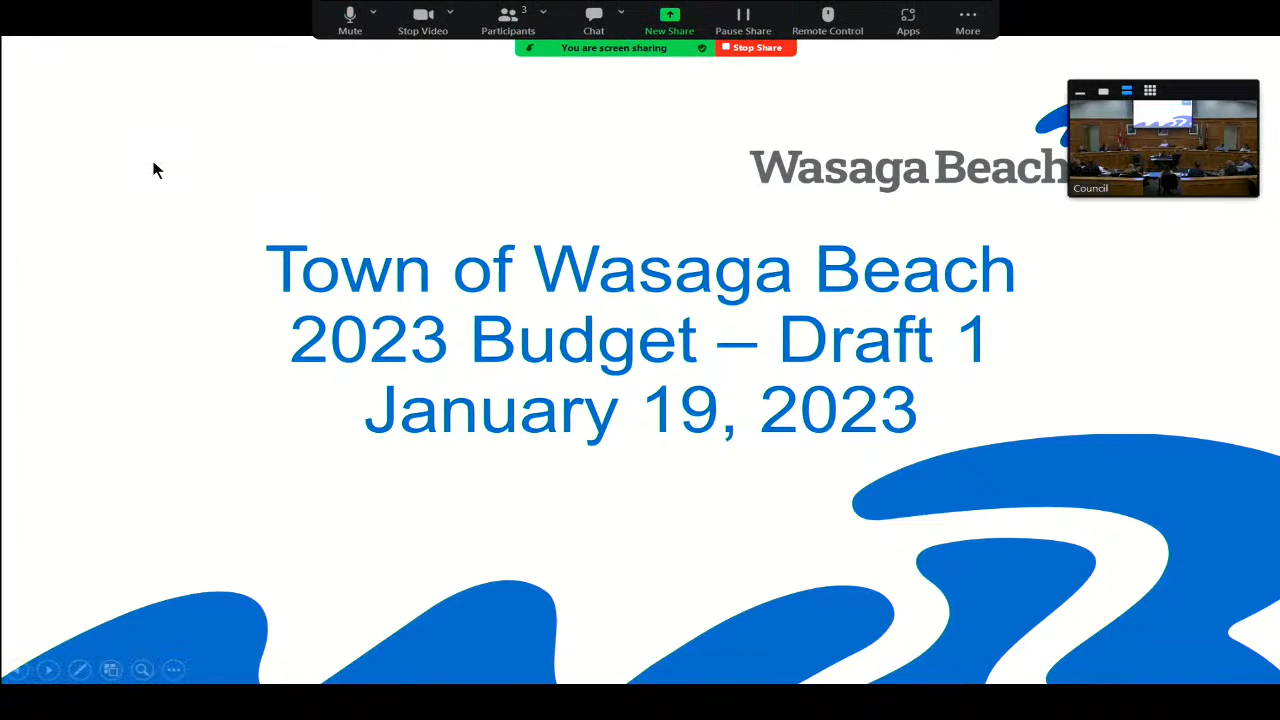 3
Mute
Stop Video
Participants
Chat
New Share
Pause Share
Remote Control
Apps
More
You are screen sharing
Stop Share
Wasaga Beach
Council
Town of Wasaga Beach
2023 Budget – Draft 1
January 19, 2023